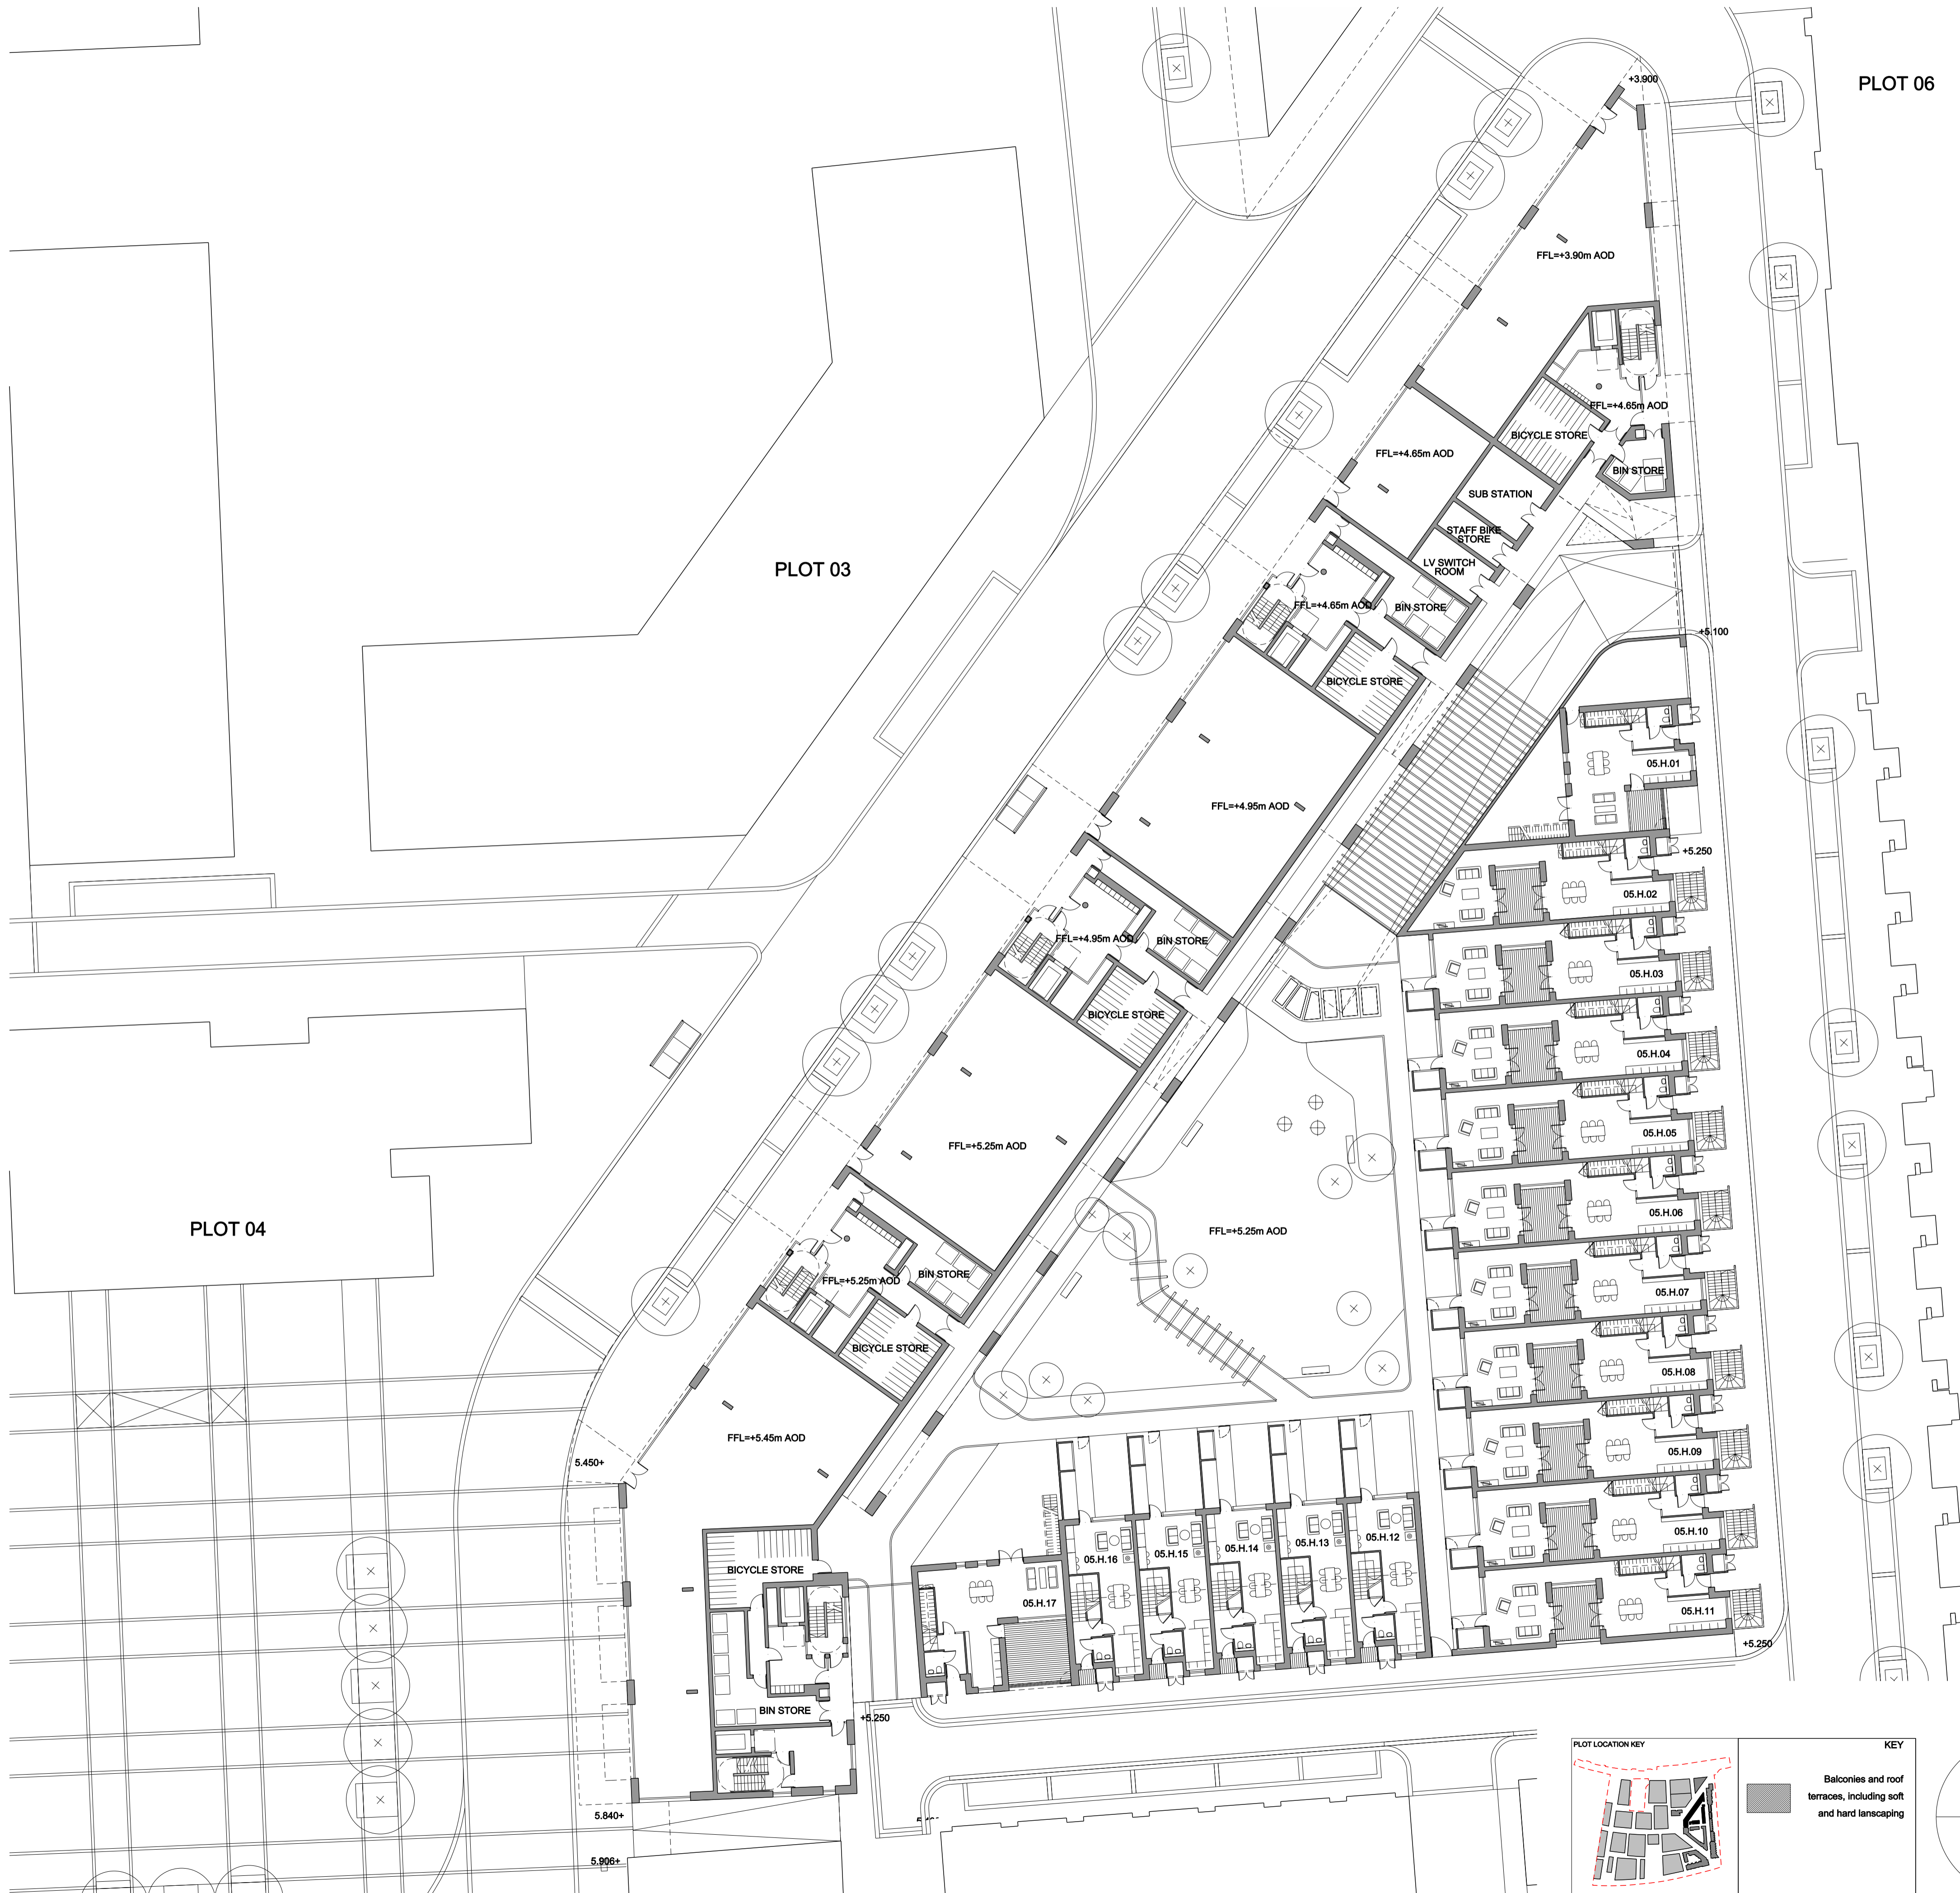 PLOT 06
+3.900
FFL=+3.90m AOD
FFL=+4.65m AOD
BICYCLE STORE
FFL=+4.65m AOD
BIN STORE
SUB STATION
STAFF BIKE
STORE
LV SWITCH
ROOM
PLOT 03
FFL=+4.65m AOD
BIN STORE
+5.100
BICYCLE STORE
05.H.01
FFL=+4.95m AOD
+5.250
05.H.02
FFL=+4.95m AOD
BIN STORE
05.H.03
BICYCLE STORE
05.H.04
05.H.05
FFL=+5.25m AOD
05.H.06
PLOT 04
FFL=+5.25m AOD
FFL=+5.25m AOD
BIN STORE
05.H.07
BICYCLE STORE
05.H.08
FFL=+5.45m AOD
05.H.09
5.450+
05.H.10
05.H.12
05.H.13
05.H.14
05.H.15
05.H.16
BICYCLE STORE
05.H.17
05.H.11
+5.250
BIN STORE
+5.250
5.840+
5.906+
PLOT LOCATION KEY
KEY
Balconies and roof
terraces, including soft
and hard lanscaping